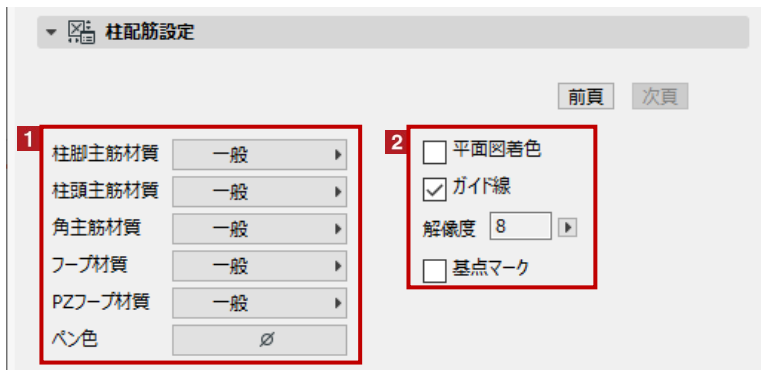 柱配筋設定
前頁 次頁
1
柱脚主筋材質 一般
柱頭主筋材質 一般
角主筋材質 一般
フープ材質 一般
PZフープ材質 一般
ペン色 Ø
2
平面図着色
ガイド線
解像度 8
基点マーク